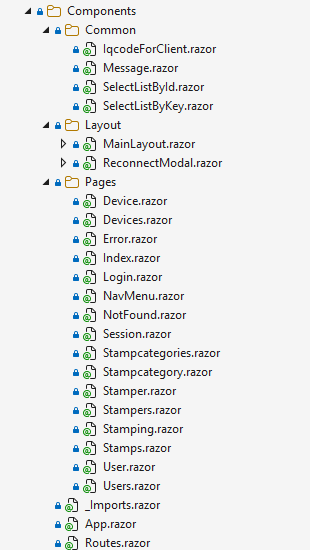 Components
Common
IqcodeForClient.razor
Message.razor
SelectListById.razor
SelectListByKey.razor
Layout
MainLayout.razor
ReconnectModal.razor
Pages
Device.razor
Devices.razor
Error.razor
Index.razor
Login.razor
NavMenu.razor
NotFound.razor
Session.razor
Stampcategories.razor
Stampcategory.razor
Stamper.razor
Stampers.razor
Stamping.razor
Stamps.razor
User.razor
Users.razor
_Imports.razor
App.razor
Routes.razor